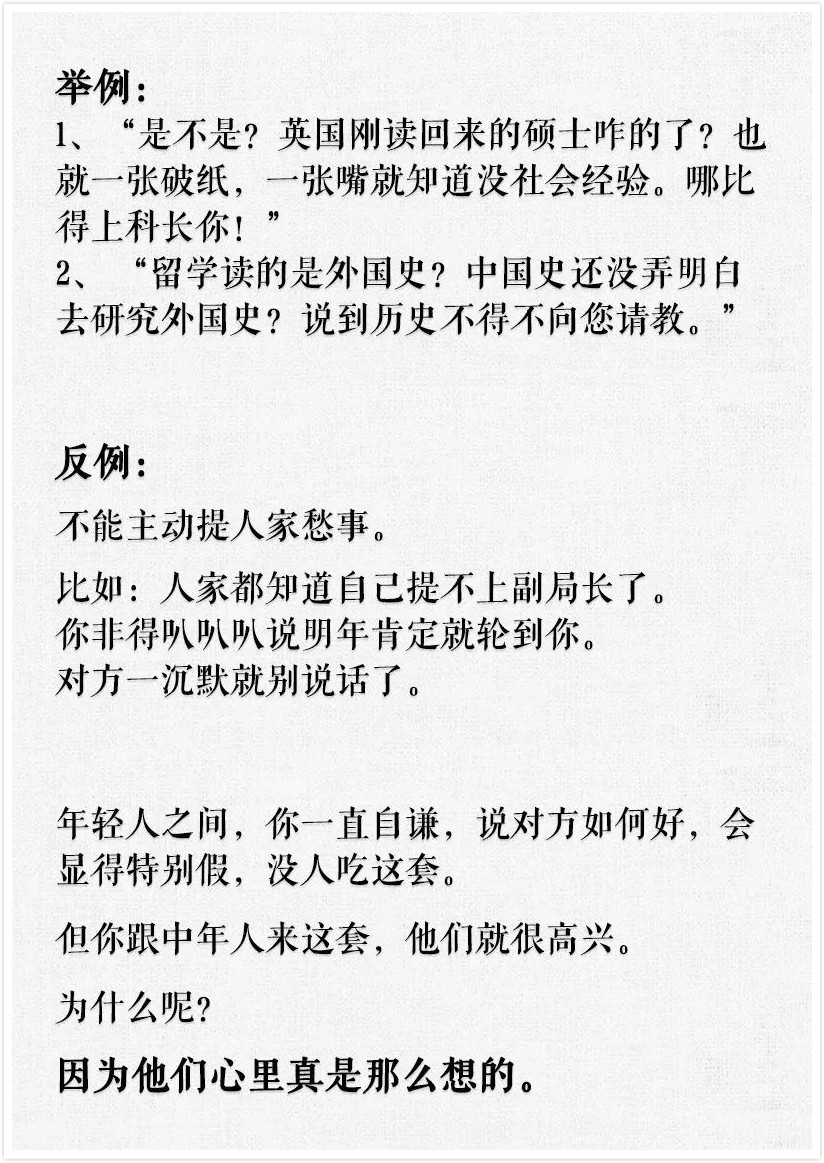 举例：
1、“是不是？英国刚读回来的硕士咋的了？也
就一张破纸，一张嘴就知道没社会经验。哪比
得上科长你！”
2、“留学读的是外国史？中国史还没弄明白
去研究外国史？说到历史不得不向您请教。”
反例：
不能主动提人家愁事。
比如：人家都知道自己提不上副局长了。
你非得叭叭叭说明年肯定就轮到你。
对方一沉默就别说话了。
年轻人之间，你一直自谦，说对方如何好，会
显得特别假，没人吃这套。
但你跟中年人来这套，他们就很高兴。
为什么呢？
因为他们心里真是那么想的。